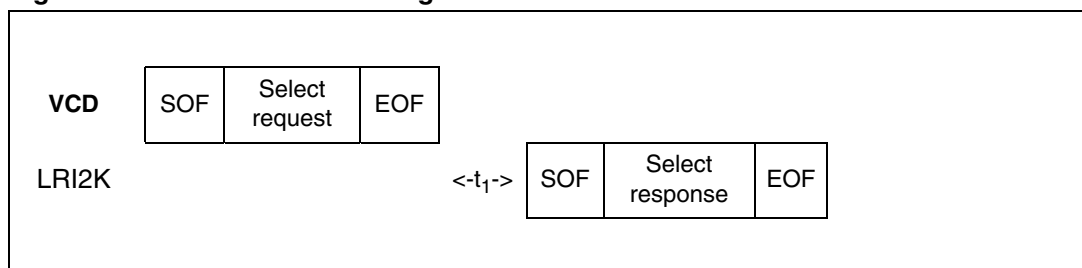 VCD SOF Select request EOF
LRI2K <-t₁-> SOF Select response EOF